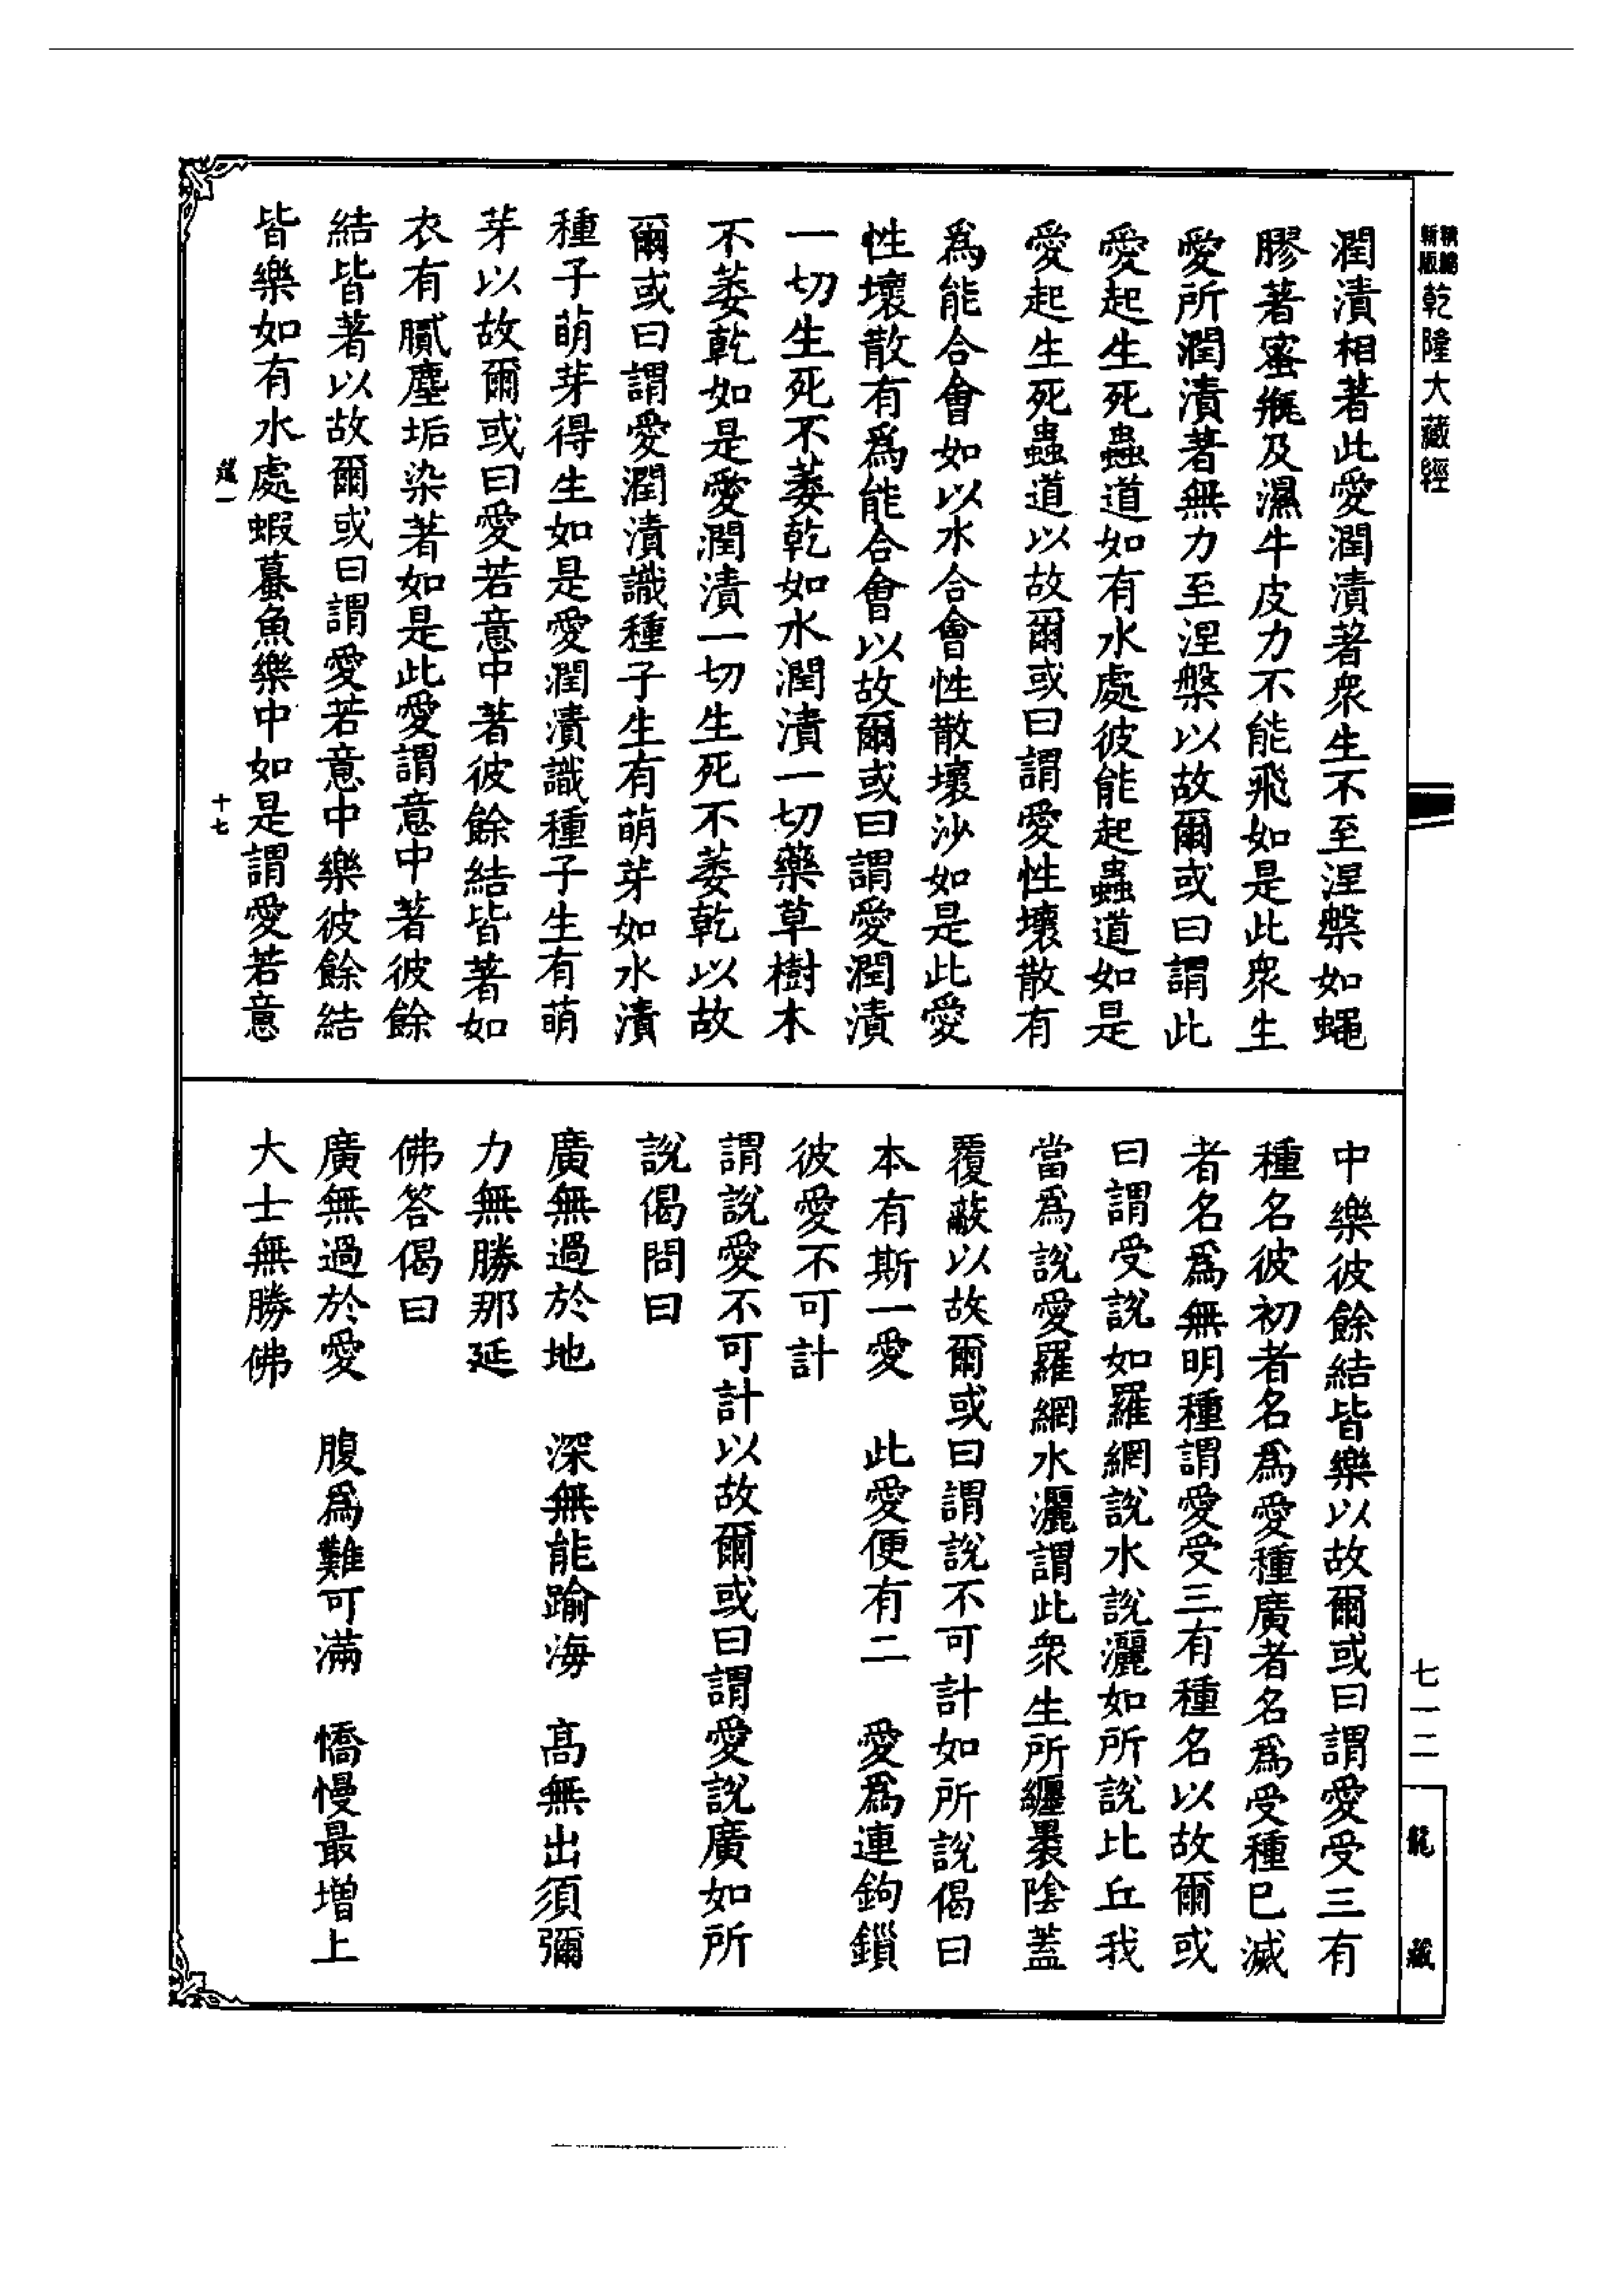 新版精編乾隆大藏經
潤漬相著此愛潤漬著衆生不至涅槃如蠅
膠著蜜瓶及濕牛皮力不能飛如是此衆生
愛所潤漬著無力至涅槃以故爾或曰謂此
愛起生死蟲道如有水處彼能起蟲道如是
愛起生死蟲道以故爾或曰謂愛性壞散有
爲能合會如以水合會性散壞沙如是此愛
性壞散有爲能合會以故爾或曰謂愛潤漬
一切生死不萎乾如水潤漬一切藥草樹木
不萎乾如是愛潤漬一切生死不萎乾以故
爾或曰謂愛潤漬識種子生有萌芽如水漬
種子萌芽得生如是愛潤漬識種子生有萌
芽以故爾或曰愛若意中著彼餘結皆著如
衣有膩塵垢染著如是此愛謂意中著彼餘
結皆著以故爾或曰謂愛若意中樂彼餘結
皆樂如有水處蝦蟇魚樂中如是謂愛若意
十七
中樂彼餘結皆樂以故爾或曰謂愛受三有
種名彼初者名爲愛種廣者名爲受種已滅
者名爲無明種謂愛受三有種名以故爾或
曰謂受說如羅網說水說灑如所說比丘我
當爲說愛羅網水灑謂此衆生所纏裹陰蓋
覆蔽以故爾或曰謂說不可計如所說偈曰
本有斯一愛　此愛便有二　愛爲連鉤鎖
彼愛不可計
謂說愛不可計以故爾或曰謂愛說廣如所
說偈問曰
廣無過於地　深無能踰海　高無出須彌
力無勝那延
佛答偈曰
廣無過於愛　腹爲難可滿　憍慢最增上
大士無勝佛
七一二
龍藏